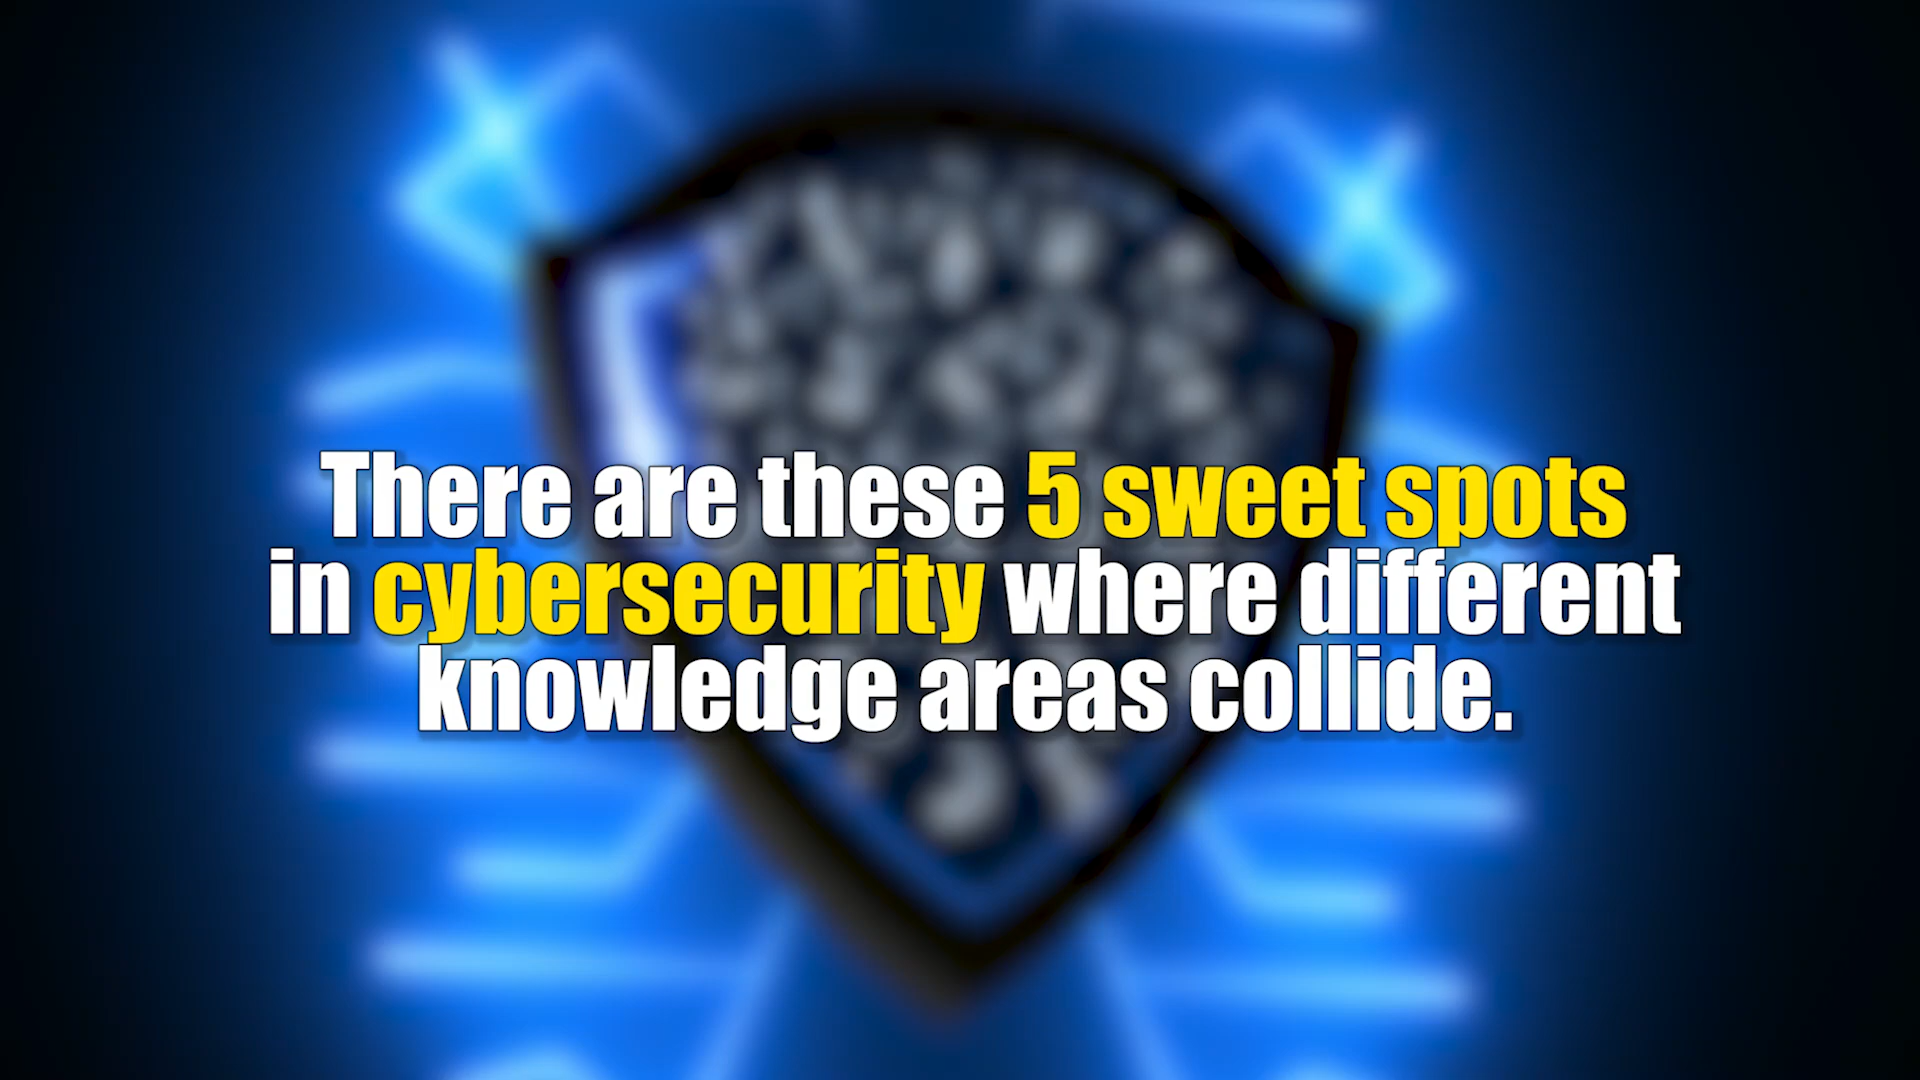 There are these 5 sweet spots
in cybersecurity where different
knowledge areas collide.